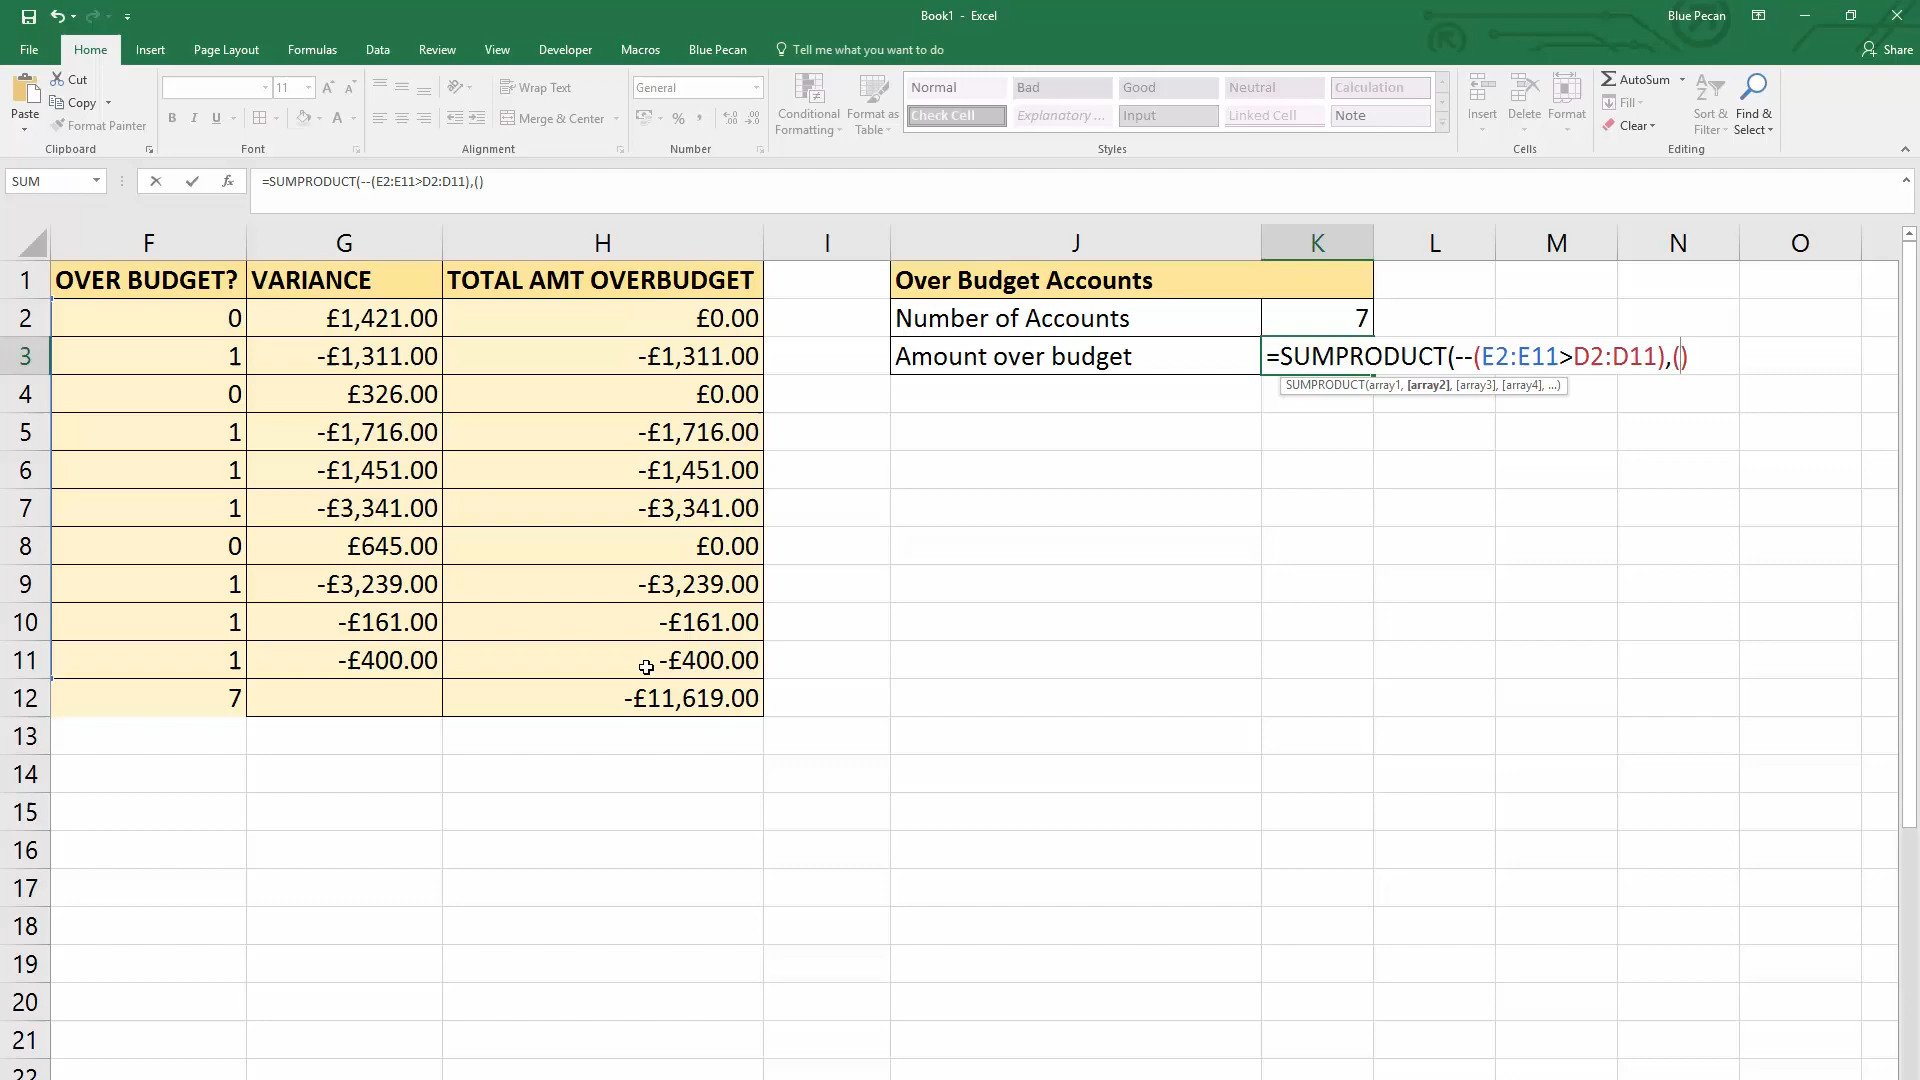 Book1 - Excel
Blue Pecan
File Home Insert Page Layout Formulas Data Review View Developer Macros Blue Pecan Tell me what you want to do Share
Paste
Cut
Copy
Format Painter
Clipboard
11
B I U
Font
Wrap Text
Merge & Center
Alignment
General
%
Number
Conditional Formatting
Format as Table
Normal Bad Good Neutral Calculation
Check Cell Explanatory ... Input Linked Cell Note
Styles
Insert Delete Format
Cells
AutoSum
Fill
Clear
Sort & Filter
Find & Select
Editing
SUM
fx
=SUMPRODUCT(--(E2:E11>D2:D11),()
F G H I J K L M N O
1 OVER BUDGET? VARIANCE TOTAL AMT OVERBUDGET Over Budget Accounts
2 0 £1,421.00 £0.00 Number of Accounts 7
3 1 -£1,311.00 -£1,311.00 Amount over budget =SUMPRODUCT(--(E2:E11>D2:D11),()
SUMPRODUCT(array1, [array2], [array3], [array4], ...)
4 0 £326.00 £0.00
5 1 -£1,716.00 -£1,716.00
6 1 -£1,451.00 -£1,451.00
7 1 -£3,341.00 -£3,341.00
8 0 £645.00 £0.00
9 1 -£3,239.00 -£3,239.00
10 1 -£161.00 -£161.00
11 1 -£400.00 -£400.00
12 7 -£11,619.00
13
14
15
16
17
18
19
20
21
22